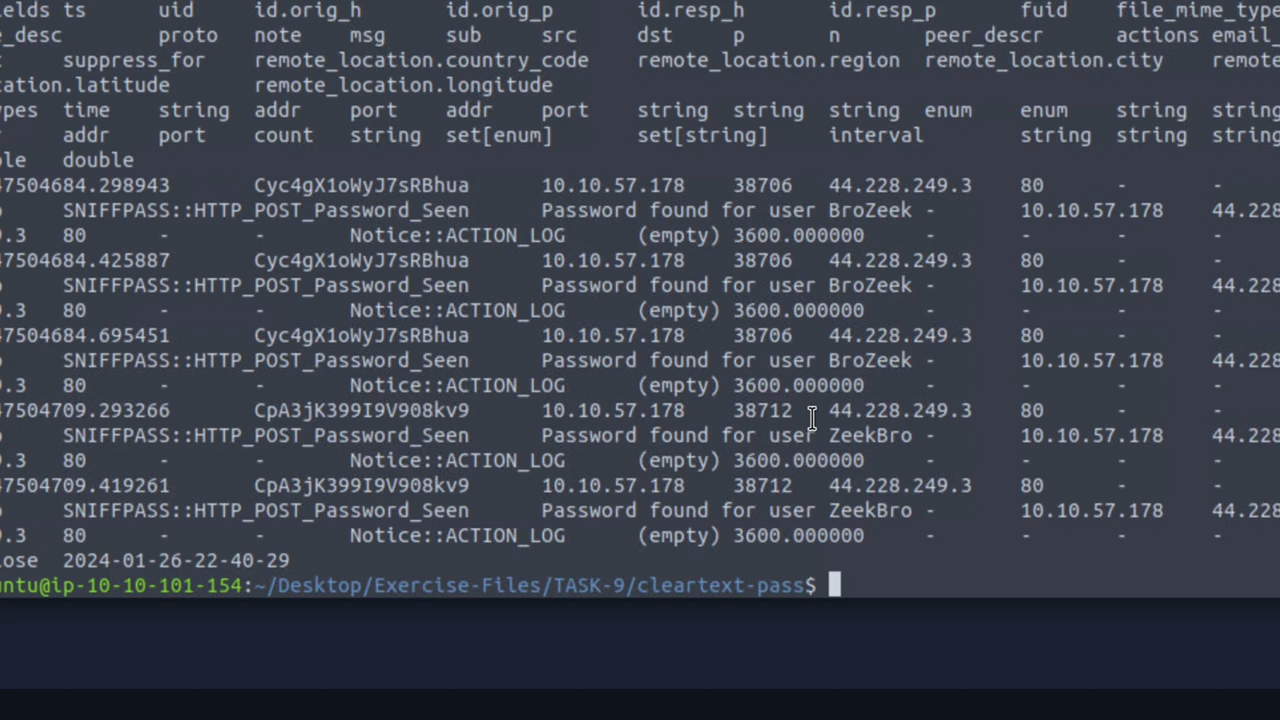 ields ts uid id.orig_h id.orig_p id.resp_h id.resp_p fuid file_mime_type
e_desc proto note msg sub src dst p n peer_descr actions email_
t suppress_for remote_location.country_code remote_location.region remote_location.city remote
cation.latitude remote_location.longitude
ypes time string addr port addr port string string string enum enum string string
r addr port count string set[enum] set[string] interval string string string
ble double
47504684.298943 Cyc4gX1oWyJ7sRBhua 10.10.57.178 38706 44.228.249.3 80 - -
p SNIFFPASS::HTTP_POST_Password_Seen Password found for user BroZeek - 10.10.57.178 44.228
9.3 80 - - Notice::ACTION_LOG (empty) 3600.000000 - - - -
47504684.425887 Cyc4gX1oWyJ7sRBhua 10.10.57.178 38706 44.228.249.3 80 - -
p SNIFFPASS::HTTP_POST_Password_Seen Password found for user BroZeek - 10.10.57.178 44.228
9.3 80 - - Notice::ACTION_LOG (empty) 3600.000000 - - - -
47504684.695451 Cyc4gX1oWyJ7sRBhua 10.10.57.178 38706 44.228.249.3 80 - -
p SNIFFPASS::HTTP_POST_Password_Seen Password found for user BroZeek - 10.10.57.178 44.228
9.3 80 - - Notice::ACTION_LOG (empty) 3600.000000 - - - -
47504709.293266 CpA3jK399I9V908kv9 10.10.57.178 38712 44.228.249.3 80 - -
p SNIFFPASS::HTTP_POST_Password_Seen Password found for user ZeekBro - 10.10.57.178 44.228
9.3 80 - - Notice::ACTION_LOG (empty) 3600.000000 - - - -
47504709.419261 CpA3jK399I9V908kv9 10.10.57.178 38712 44.228.249.3 80 - -
p SNIFFPASS::HTTP_POST_Password_Seen Password found for user ZeekBro - 10.10.57.178 44.228
9.3 80 - - Notice::ACTION_LOG (empty) 3600.000000 - - - -
lose 2024-01-26-22-40-29
untu@ip-10-10-101-154:~/Desktop/Exercise-Files/TASK-9/cleartext-pass$